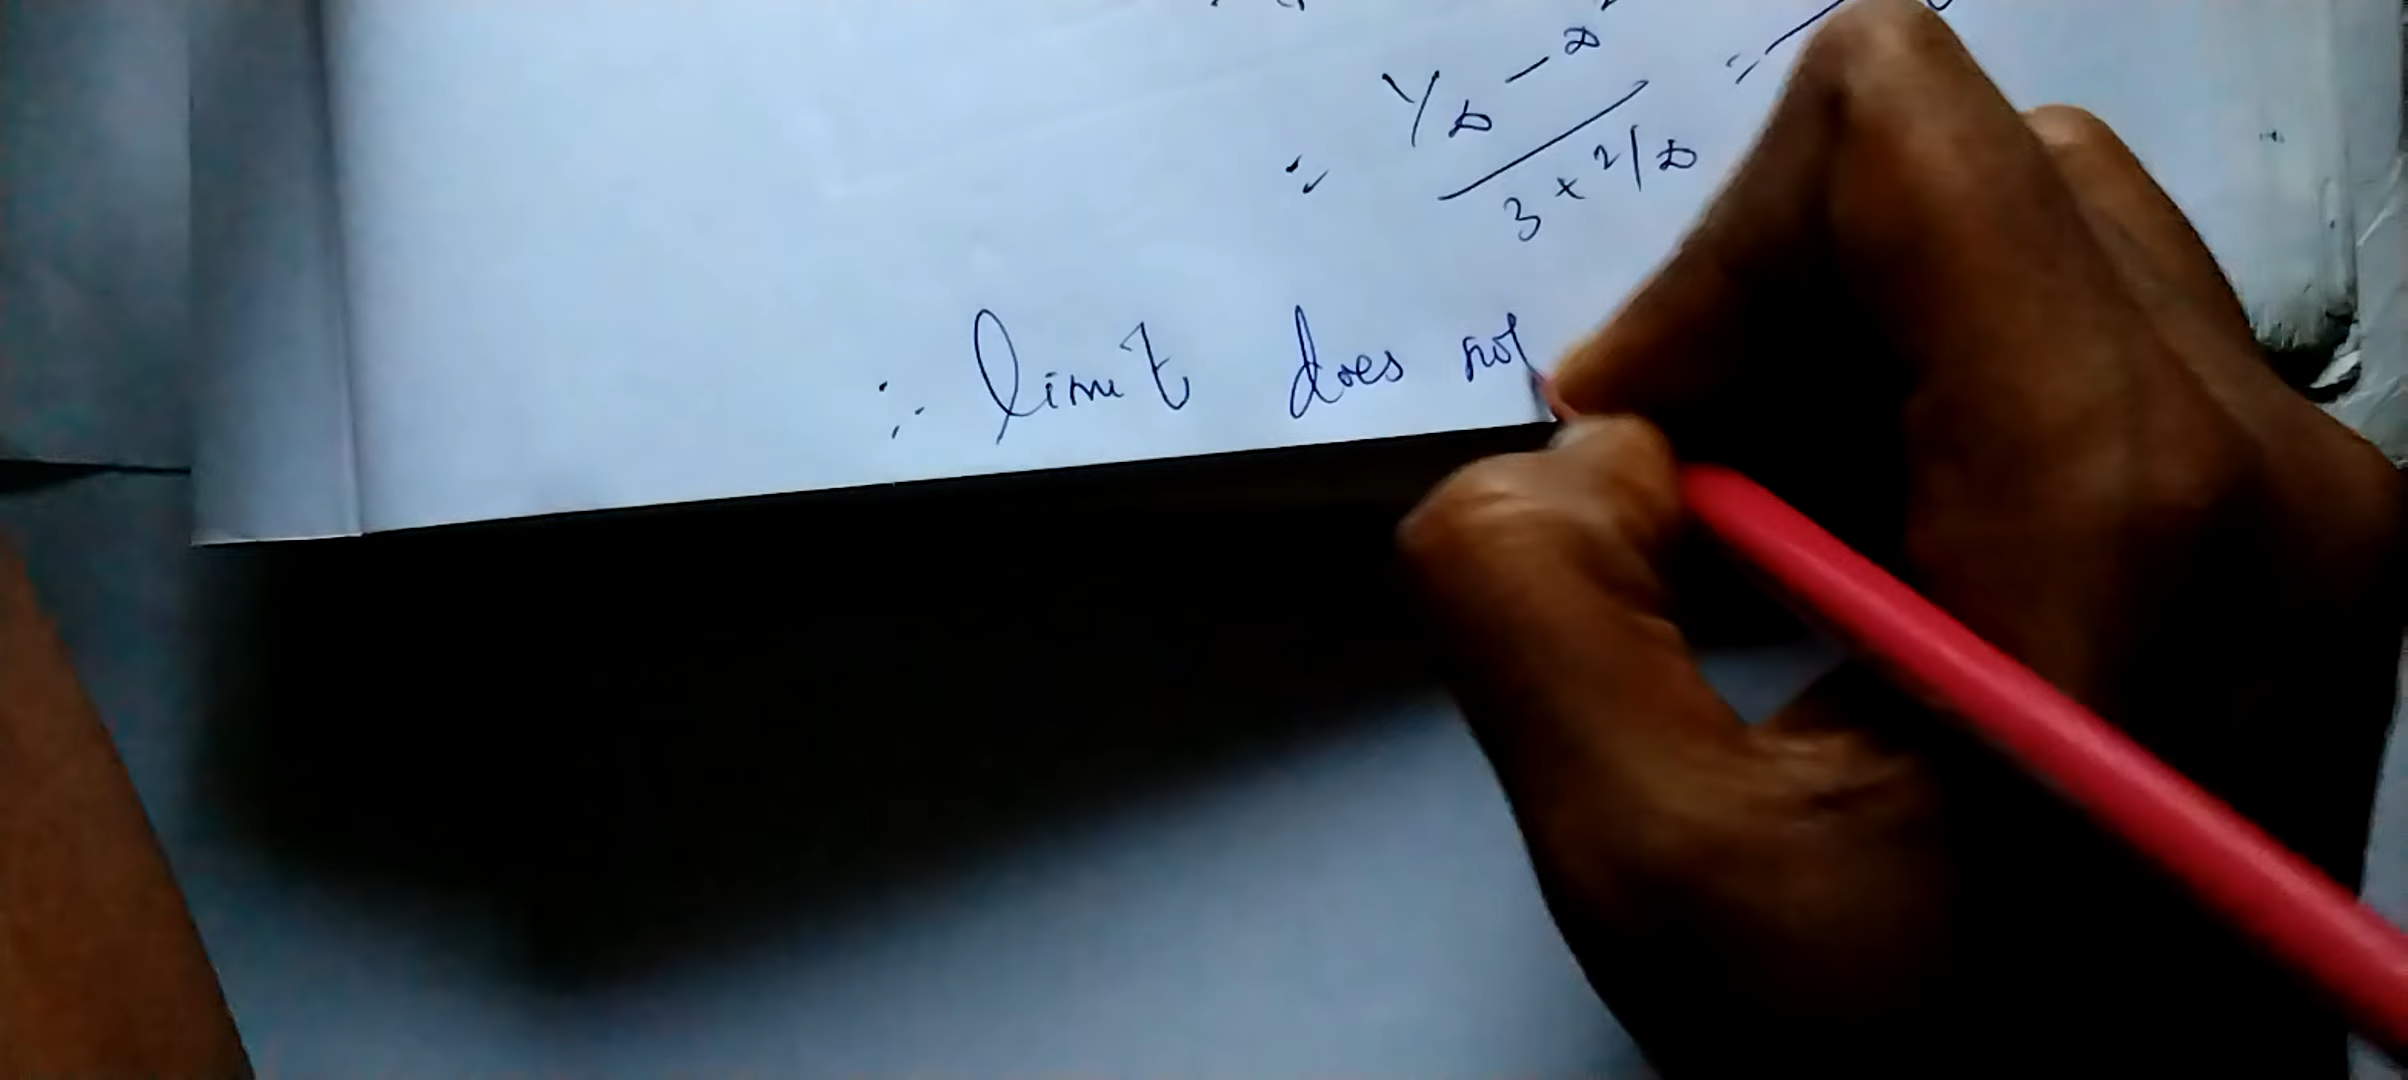 = 1/∞ - ∞ =
3 + 2/∞
∴ limit does not